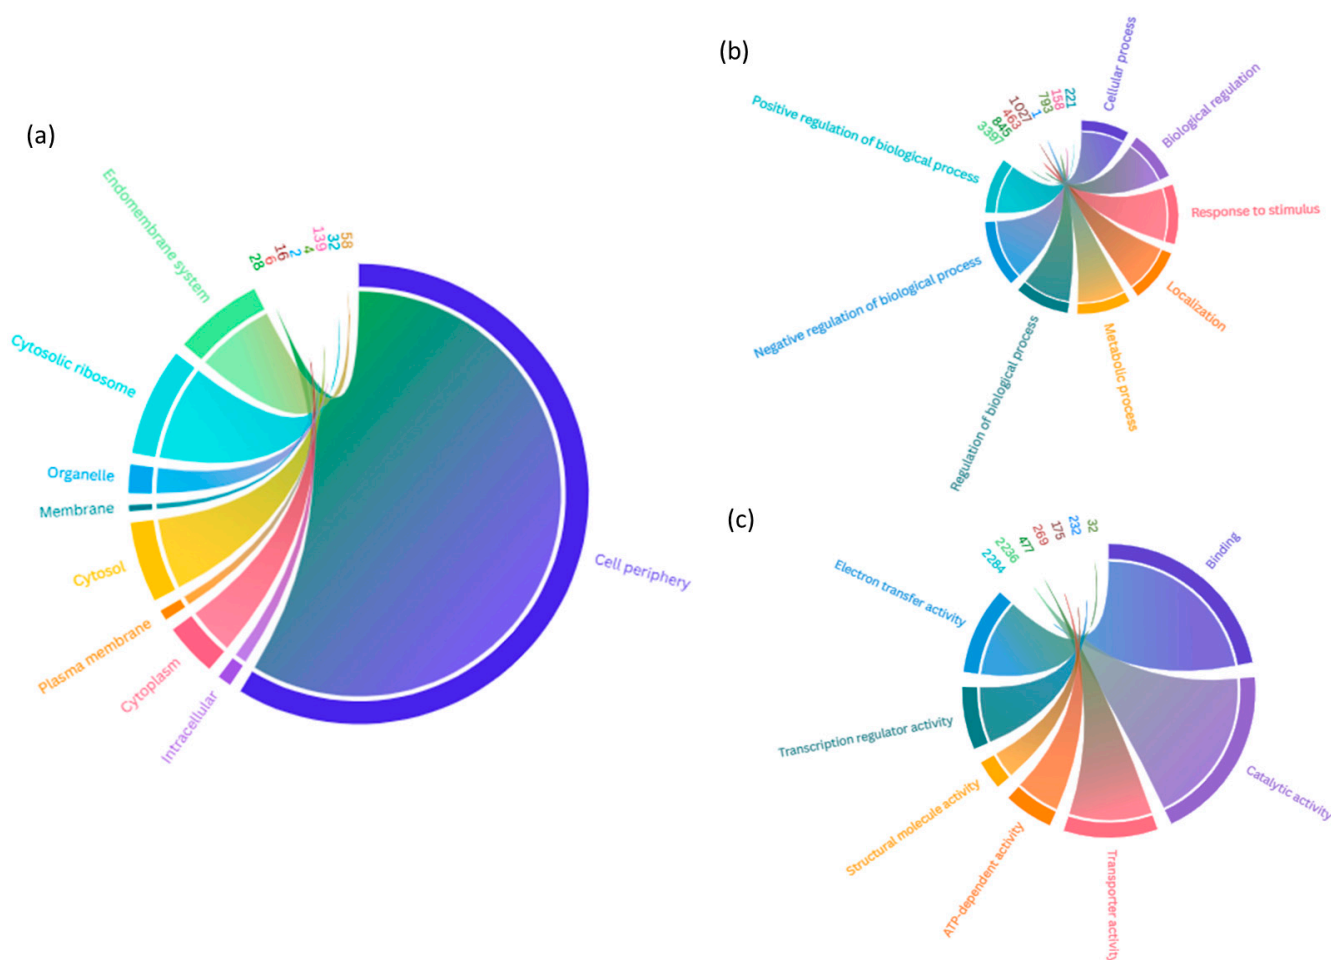 (a)
Endomembrane system
Cytosolic ribosome
Organelle
Membrane
Cytosol
Plasma membrane
Cytoplasm
Intracellular
Cell periphery
28
6
16
2
4
139
32
58
(b)
Positive regulation of biological process
Negative regulation of biological process
Regulation of biological process
Metabolic process
Localization
Response to stimulus
Biological regulation
Cellular process
3397
845
463
1027
1
793
158
221
(c)
Electron transfer activity
Transcription regulator activity
Structural molecule activity
ATP-dependent activity
Transporter activity
Catalytic activity
Binding
2284
2236
477
269
175
232
32